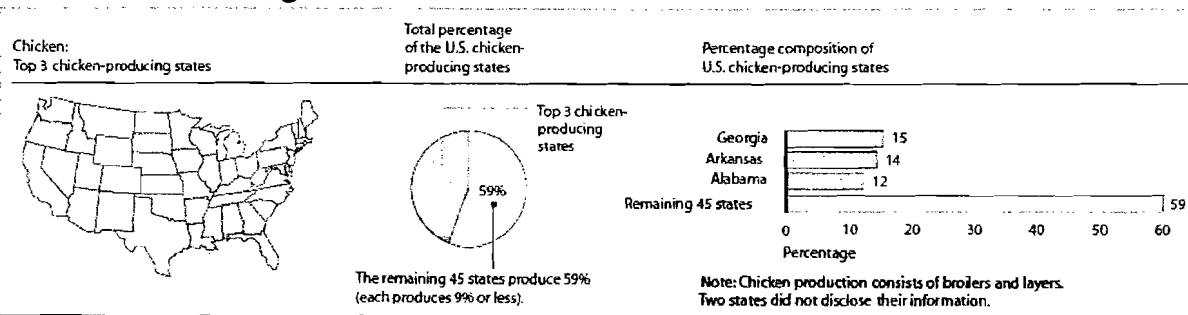 Chicken:
Top 3 chicken-producing states
Total percentage
of the U.S. chicken-
producing states
Percentage composition of
U.S. chicken-producing states
Top 3 chicken-
producing
states
59%
The remaining 45 states produce 59%
(each produces 9% or less).
Georgia 15
Arkansas 14
Alabama 12
Remaining 45 states 59
0 10 20 30 40 50 60
Percentage
Note: Chicken production consists of broilers and layers.
Two states did not disclose their information.